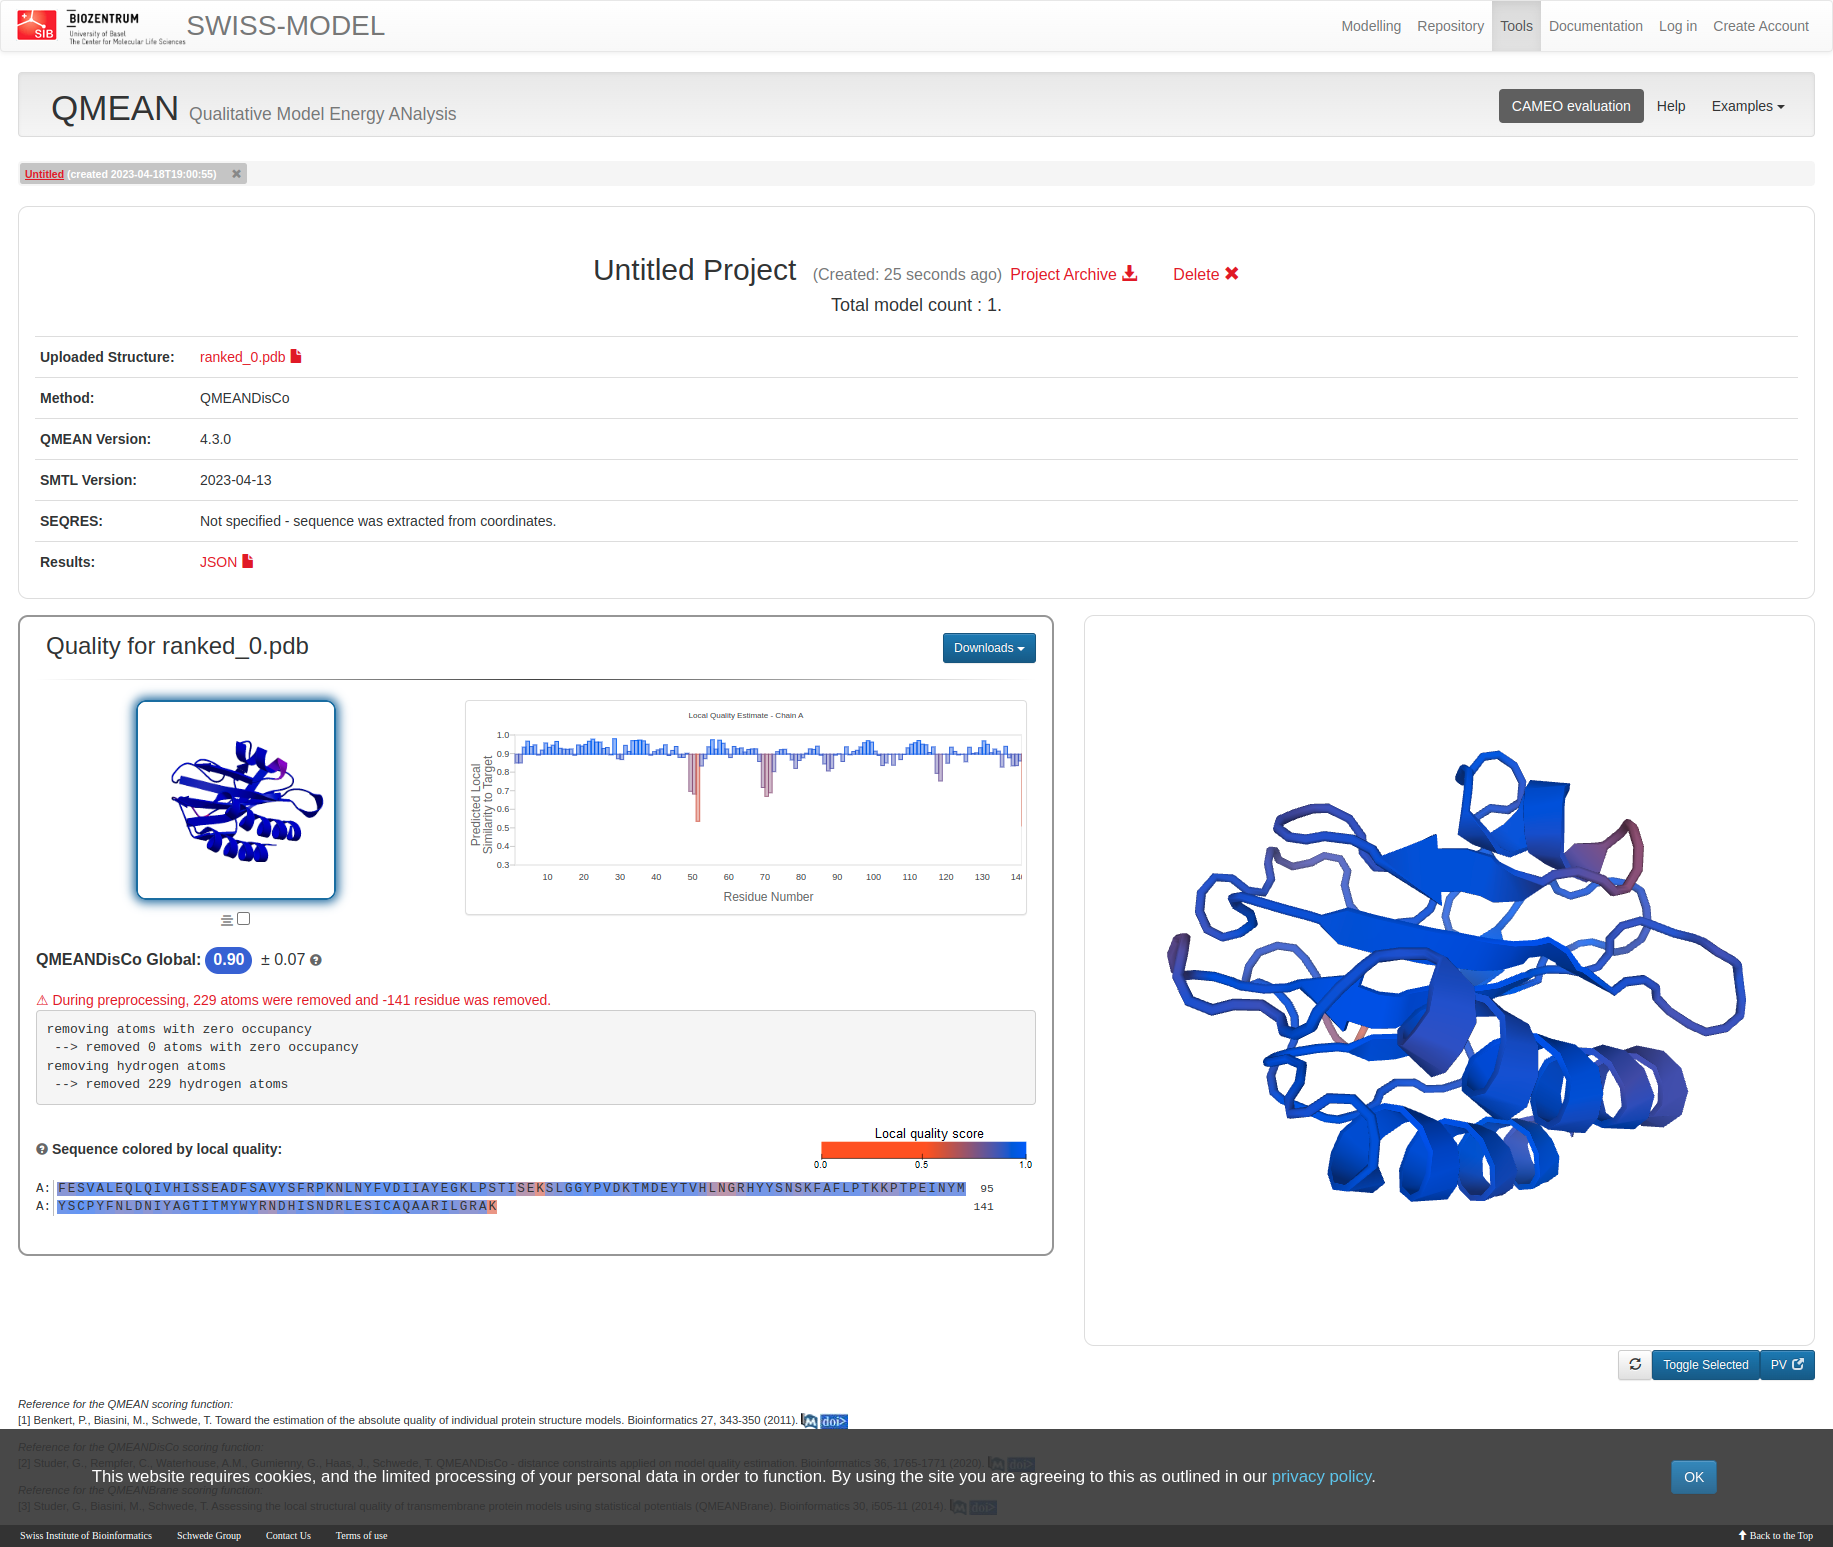 SIB
BIOZENTRUM
University of Basel
The Center for Molecular Life Sciences
SWISS-MODEL
Modelling Repository Tools Documentation Log in Create Account
QMEAN Qualitative Model Energy ANalysis
CAMEO evaluation Help Examples
Untitled (created 2023-04-18T19:00:55)
Untitled Project (Created: 25 seconds ago) Project Archive Delete
Total model count : 1.
Uploaded Structure: ranked_0.pdb
Method: QMEANDisCo
QMEAN Version: 4.3.0
SMTL Version: 2023-04-13
SEQRES: Not specified - sequence was extracted from coordinates.
Results: JSON
Quality for ranked_0.pdb
Downloads
Local Quality Estimate - Chain A
Predicted Local
Similarity to Target
1.0
0.9
0.8
0.7
0.6
0.5
0.4
0.3
10 20 30 40 50 60 70 80 90 100 110 120 130 14
Residue Number
QMEANDisCo Global: 0.90 ± 0.07
⚠ During preprocessing, 229 atoms were removed and -141 residue was removed.
removing atoms with zero occupancy
--> removed 0 atoms with zero occupancy
removing hydrogen atoms
--> removed 229 hydrogen atoms
Local quality score
0.0 0.5 1.0
Sequence colored by local quality:
A: FESVALEQLQIVHISSEADFSAVYSFRPKNLNYFVDIIAYEGKLPSTISEKSLGGYPVDKTMDEYTVHLNGRHYYSNSKFAFLPTKKPTPEINYM 95
A: YSCPYFNLDNIYAGTITMYWYRNDHISNDRLESICAQAARILGRAK 141
Toggle Selected PV
Reference for the QMEAN scoring function:
[1] Benkert, P., Biasini, M., Schwede, T. Toward the estimation of the absolute quality of individual protein structure models. Bioinformatics 27, 343-350 (2011). M doi>
Reference for the QMEANDisCo scoring function:
[2] Studer, G., Rempfer, C., Waterhouse, A.M., Gumienny, G., Haas, J., Schwede, T. QMEANDisCo - distance constraints applied on model quality estimation. Bioinformatics 36, 1765-1771 (2020). M doi>
This website requires cookies, and the limited processing of your personal data in order to function. By using the site you are agreeing to this as outlined in our privacy policy.
OK
Reference for the QMEANBrane scoring function:
[3] Studer, G., Biasini, M., Schwede, T. Assessing the local structural quality of transmembrane protein models using statistical potentials (QMEANBrane). Bioinformatics 30, i505-11 (2014). M doi>
Swiss Institute of Bioinformatics Schwede Group Contact Us Terms of use Back to the Top